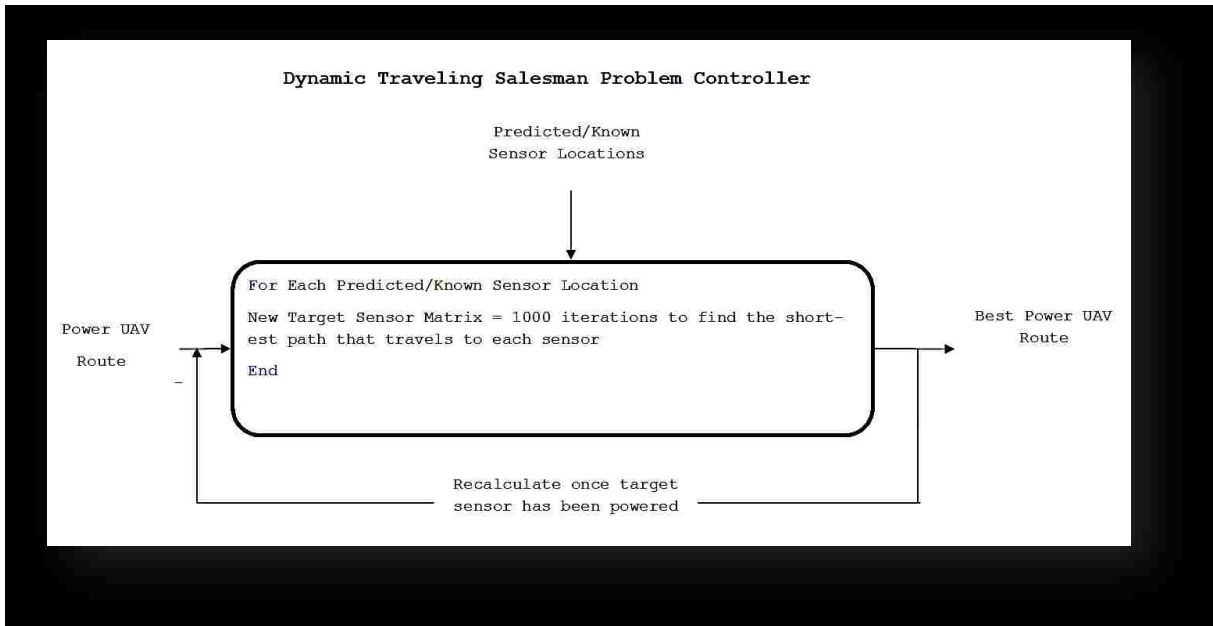 Dynamic Traveling Salesman Problem Controller
Predicted/Known
Sensor Locations
For Each Predicted/Known Sensor Location
New Target Sensor Matrix = 1000 iterations to find the short-
est path that travels to each sensor
End
Power UAV
Route
–
Best Power UAV
Route
Recalculate once target
sensor has been powered